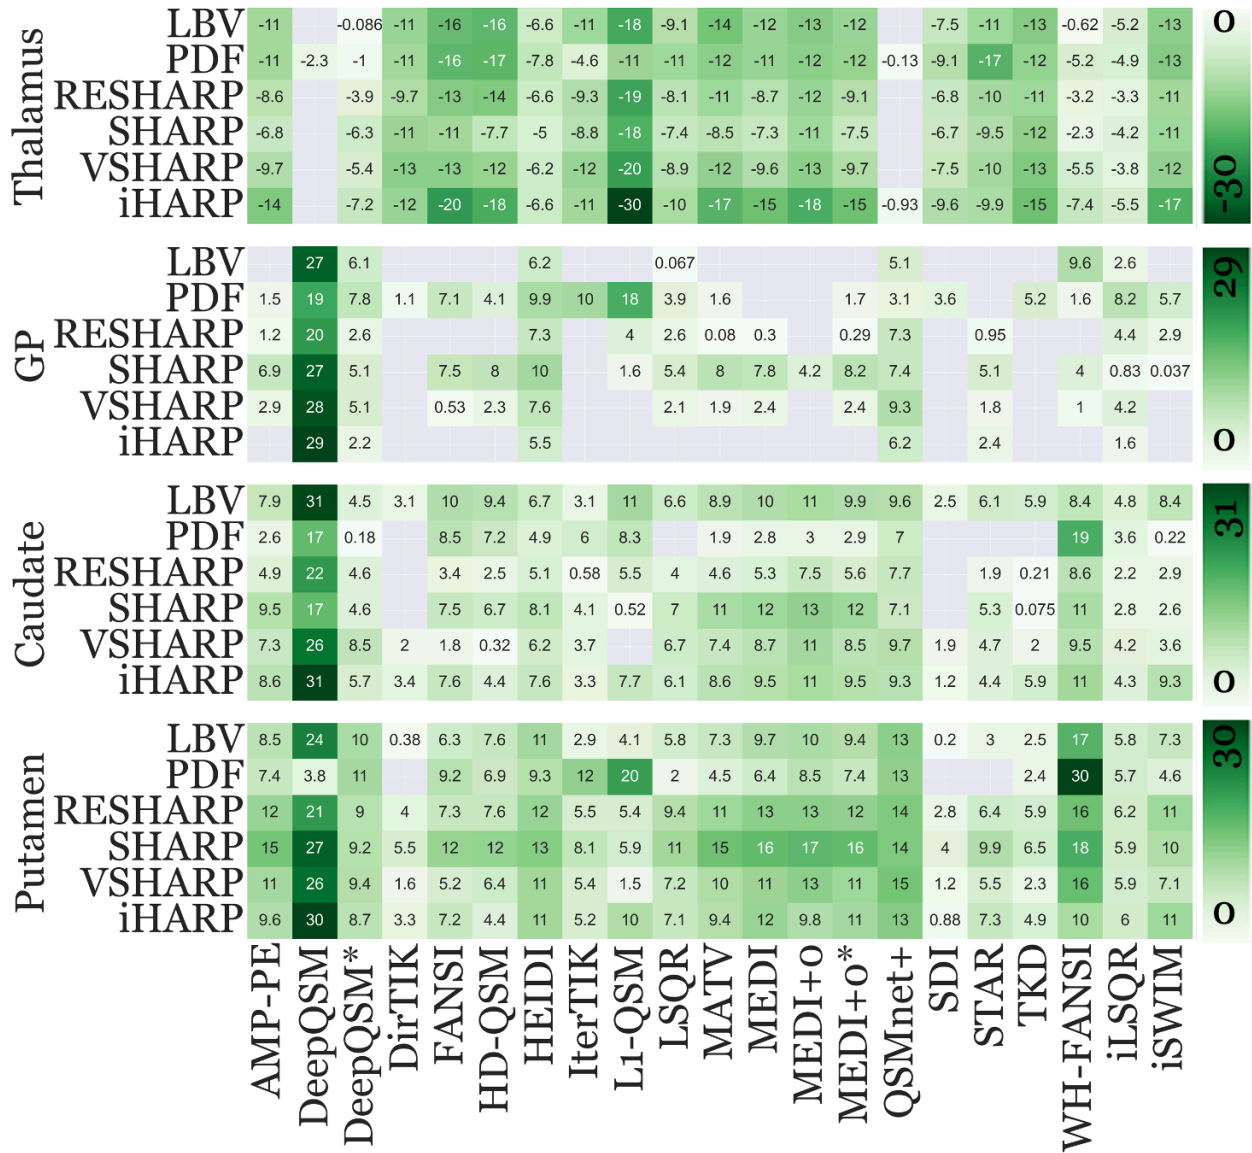 Thalamus
LBV -11 -0.086 -11 -16 -16 -6.6 -11 -18 -9.1 -14 -12 -13 -12 -7.5 -11 -13 -0.62 -5.2 -13
PDF -11 -2.3 -1 -11 -16 -17 -7.8 -4.6 -11 -11 -12 -11 -12 -12 -0.13 -9.1 -17 -12 -5.2 -4.9 -13
RESHARP -8.6 -3.9 -9.7 -13 -14 -6.6 -9.3 -19 -8.1 -11 -8.7 -12 -9.1 -6.8 -10 -11 -3.2 -3.3 -11
SHARP -6.8 -6.3 -11 -11 -7.7 -5 -8.8 -18 -7.4 -8.5 -7.3 -11 -7.5 -6.7 -9.5 -12 -2.3 -4.2 -11
VSHARP -9.7 -5.4 -13 -13 -12 -6.2 -12 -20 -8.9 -12 -9.6 -13 -9.7 -7.5 -10 -13 -5.5 -3.8 -12
iHARP -14 -7.2 -12 -20 -18 -6.6 -11 -30 -10 -17 -15 -18 -15 -0.93 -9.6 -9.9 -15 -7.4 -5.5 -17
0
-30
GP
LBV 27 6.1 6.2 0.067 5.1 9.6 2.6
PDF 1.5 19 7.8 1.1 7.1 4.1 9.9 10 18 3.9 1.6 1.7 3.1 3.6 5.2 1.6 8.2 5.7
RESHARP 1.2 20 2.6 7.3 4 2.6 0.08 0.3 0.29 7.3 0.95 4.4 2.9
SHARP 6.9 27 5.1 7.5 8 10 1.6 5.4 8 7.8 4.2 8.2 7.4 5.1 4 0.83 0.037
VSHARP 2.9 28 5.1 0.53 2.3 7.6 2.1 1.9 2.4 2.4 9.3 1.8 1 4.2
iHARP 29 2.2 5.5 6.2 2.4 1.6
29
0
Caudate
LBV 7.9 31 4.5 3.1 10 9.4 6.7 3.1 11 6.6 8.9 10 11 9.9 9.6 2.5 6.1 5.9 8.4 4.8 8.4
PDF 2.6 17 0.18 8.5 7.2 4.9 6 8.3 1.9 2.8 3 2.9 7 19 3.6 0.22
RESHARP 4.9 22 4.6 3.4 2.5 5.1 0.58 5.5 4 4.6 5.3 7.5 5.6 7.7 1.9 0.21 8.6 2.2 2.9
SHARP 9.5 17 4.6 7.5 6.7 8.1 4.1 0.52 7 11 12 13 12 7.1 5.3 0.075 11 2.8 2.6
VSHARP 7.3 26 8.5 2 1.8 0.32 6.2 3.7 6.7 7.4 8.7 11 8.5 9.7 1.9 4.7 2 9.5 4.2 3.6
iHARP 8.6 31 5.7 3.4 7.6 4.4 7.6 3.3 7.7 6.1 8.6 9.5 11 9.5 9.3 1.2 4.4 5.9 11 4.3 9.3
31
0
Putamen
LBV 8.5 24 10 0.38 6.3 7.6 11 2.9 4.1 5.8 7.3 9.7 10 9.4 13 0.2 3 2.5 17 5.8 7.3
PDF 7.4 3.8 11 9.2 6.9 9.3 12 20 2 4.5 6.4 8.5 7.4 13 2.4 30 5.7 4.6
RESHARP 12 21 9 4 7.3 7.6 12 5.5 5.4 9.4 11 13 13 12 14 2.8 6.4 5.9 16 6.2 11
SHARP 15 27 9.2 5.5 12 12 13 8.1 5.9 11 15 16 17 16 14 4 9.9 6.5 18 5.9 10
VSHARP 11 26 9.4 1.6 5.2 6.4 11 5.4 1.5 7.2 10 11 13 11 15 1.2 5.5 2.3 16 5.9 7.1
iHARP 9.6 30 8.7 3.3 7.2 4.4 11 5.2 10 7.1 9.4 12 9.8 11 13 0.88 7.3 4.9 10 6 11
30
0
AMP-PE
DeepQSM
DeepQSM*
DirTIK
FANSI
HD-QSM
HEIDI
IterTIK
L1-QSM
LSQR
MATV
MEDI
MEDI+0
MEDI+0*
QSMnet+
SDI
STAR
TKD
WH-FANSI
iLSQR
iSWIM